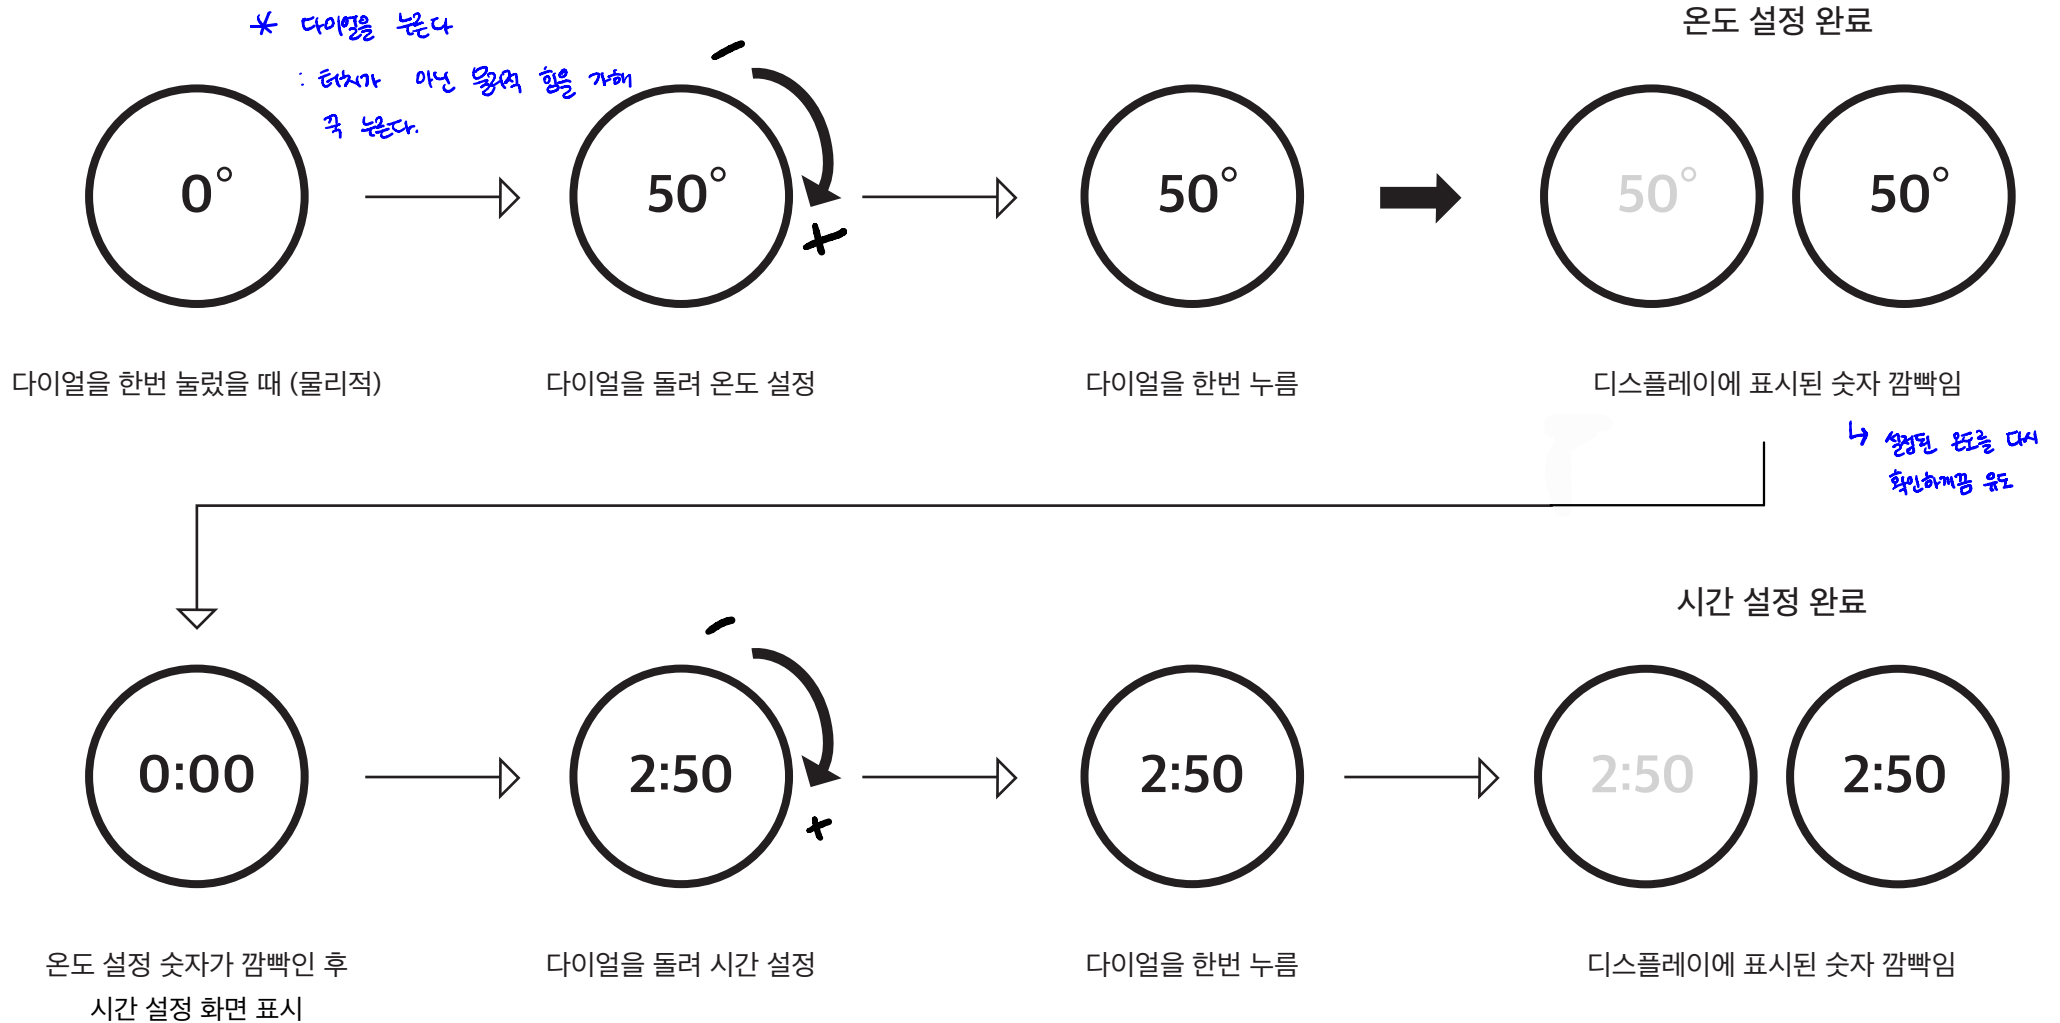 * 다이얼을 누른다
: 터치가 아닌 물리적 힘을 가해
꾹 누른다.
온도 설정 완료
−
0° 50° 50° 50° 50°
+
다이얼을 한번 눌렀을 때 (물리적) 다이얼을 돌려 온도 설정 다이얼을 한번 누름 디스플레이에 표시된 숫자 깜빡임
↳ 설정된 온도를 다시
확인하게끔 유도
시간 설정 완료
−
0:00 2:50 2:50 2:50 2:50
+
온도 설정 숫자가 깜빡인 후 다이얼을 돌려 시간 설정 다이얼을 한번 누름 디스플레이에 표시된 숫자 깜빡임
시간 설정 화면 표시